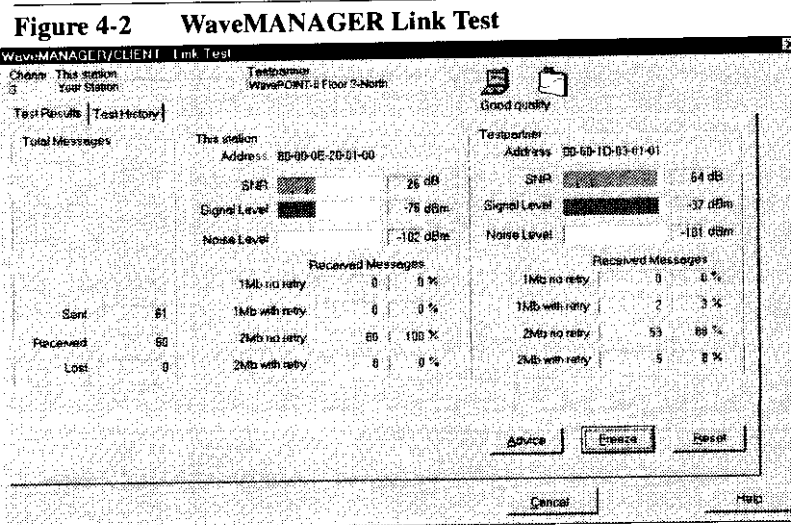 Figure 4-2 WaveMANAGER Link Test
WaveMANAGER/CLIENT Link Test
This station
Your Station
Testpartner
WavePOINT-II Floor 3-North
Good quality
Test Results
Test History
Total Messages
Sent 61
Received 60
Lost 0
This station
Address
SNR 26 dB
Signal Level -76 dBm
Noise Level -102 dBm
Received Messages
1Mb no retry 0 0 %
1Mb with retry 0 0 %
2Mb no retry 60 100 %
2Mb with retry 0 0 %
Testpartner
Address
SNR 64 dB
Signal Level -37 dBm
Noise Level -101 dBm
Received Messages
1Mb no retry 0 0 %
1Mb with retry 2 3 %
2Mb no retry 53 88 %
2Mb with retry 5 8 %
Advice
Freeze
Reset
Cancel
Help